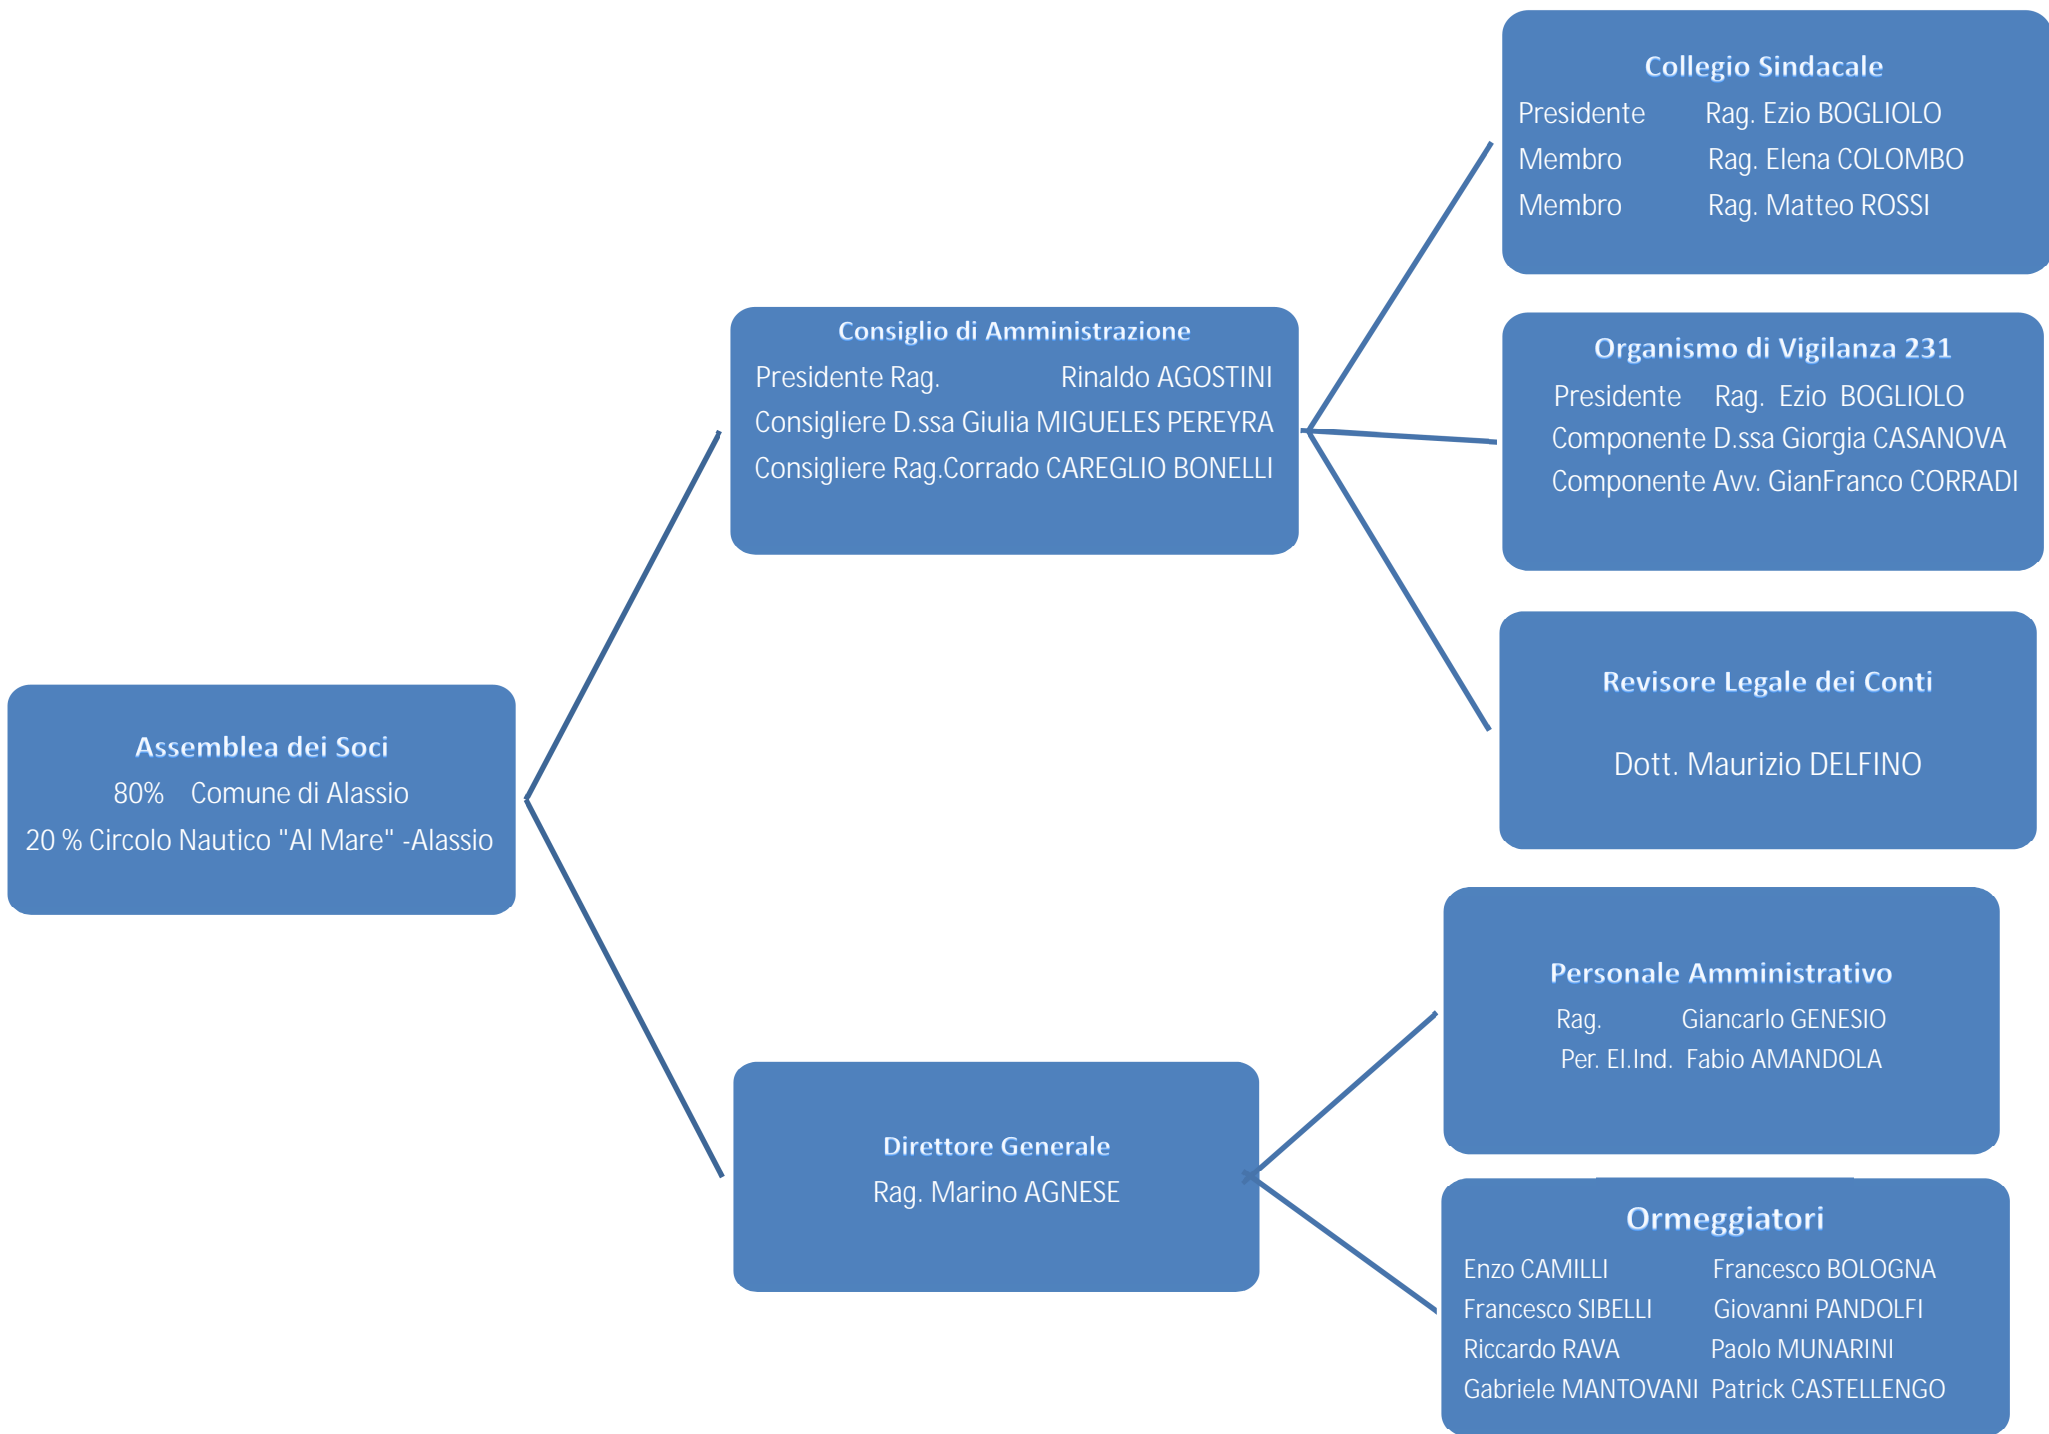 Collegio Sindacale
Presidente Rag. Ezio BOGLIOLO
Membro Rag. Elena COLOMBO
Membro Rag. Matteo ROSSI
Consiglio di Amministrazione
Presidente Rag. Rinaldo AGOSTINI
Consigliere D.ssa Giulia MIGUELES PEREYRA
Consigliere Rag.Corrado CAREGLIO BONELLI
Organismo di Vigilanza 231
Presidente Rag. Ezio BOGLIOLO
Componente D.ssa Giorgia CASANOVA
Componente Avv. GianFranco CORRADI
Revisore Legale dei Conti
Dott. Maurizio DELFINO
Assemblea dei Soci
80% Comune di Alassio
20 % Circolo Nautico "Al Mare" -Alassio
Personale Amministrativo
Rag. Giancarlo GENESIO
Per. El.Ind. Fabio AMANDOLA
Direttore Generale
Rag. Marino AGNESE
Ormeggiatori
Enzo CAMILLI Francesco BOLOGNA
Francesco SIBELLI Giovanni PANDOLFI
Riccardo RAVA Paolo MUNARINI
Gabriele MANTOVANI Patrick CASTELLENGO